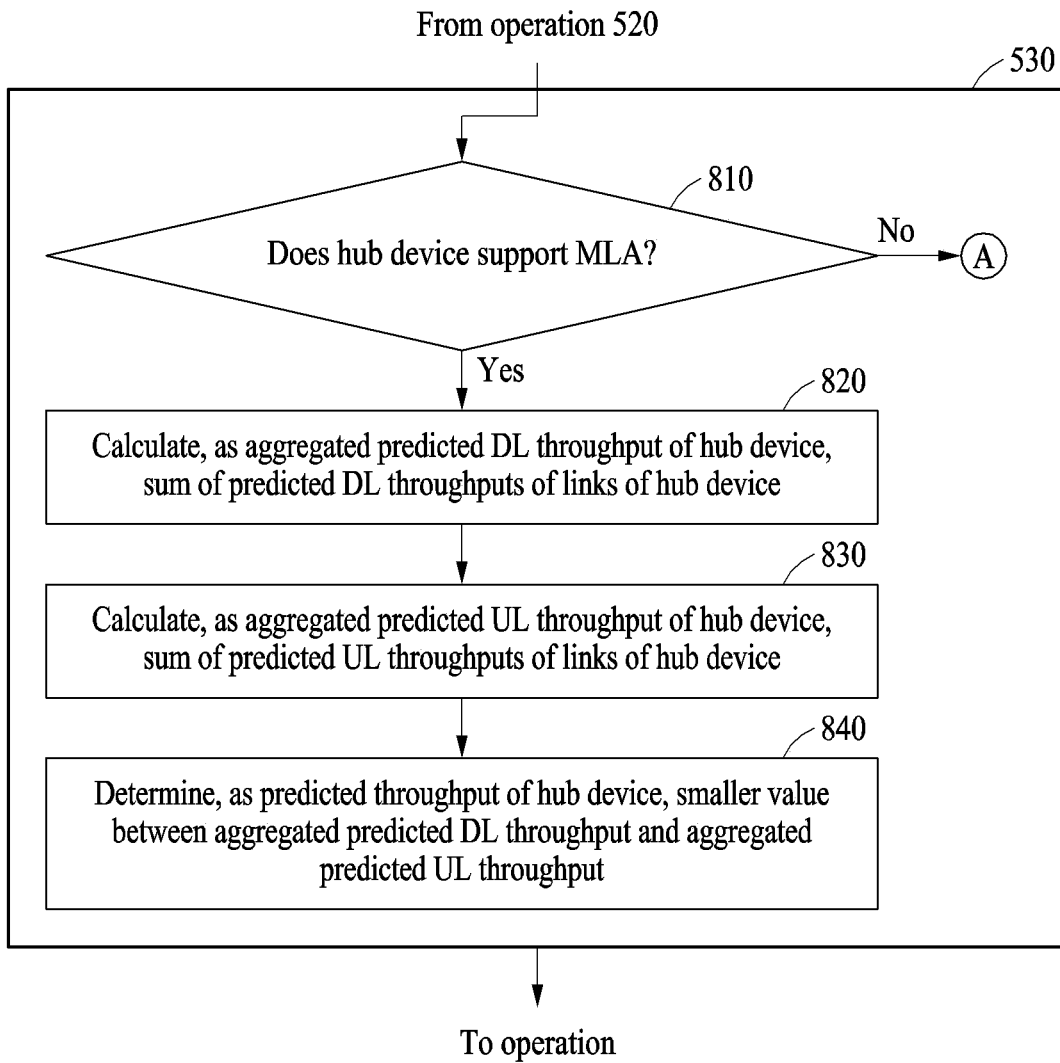 From operation 520
530
810
Does hub device support MLA?
No
A
Yes
820
Calculate, as aggregated predicted DL throughput of hub device,
sum of predicted DL throughputs of links of hub device
830
Calculate, as aggregated predicted UL throughput of hub device,
sum of predicted UL throughputs of links of hub device
840
Determine, as predicted throughput of hub device, smaller value
between aggregated predicted DL throughput and aggregated
predicted UL throughput
To operation